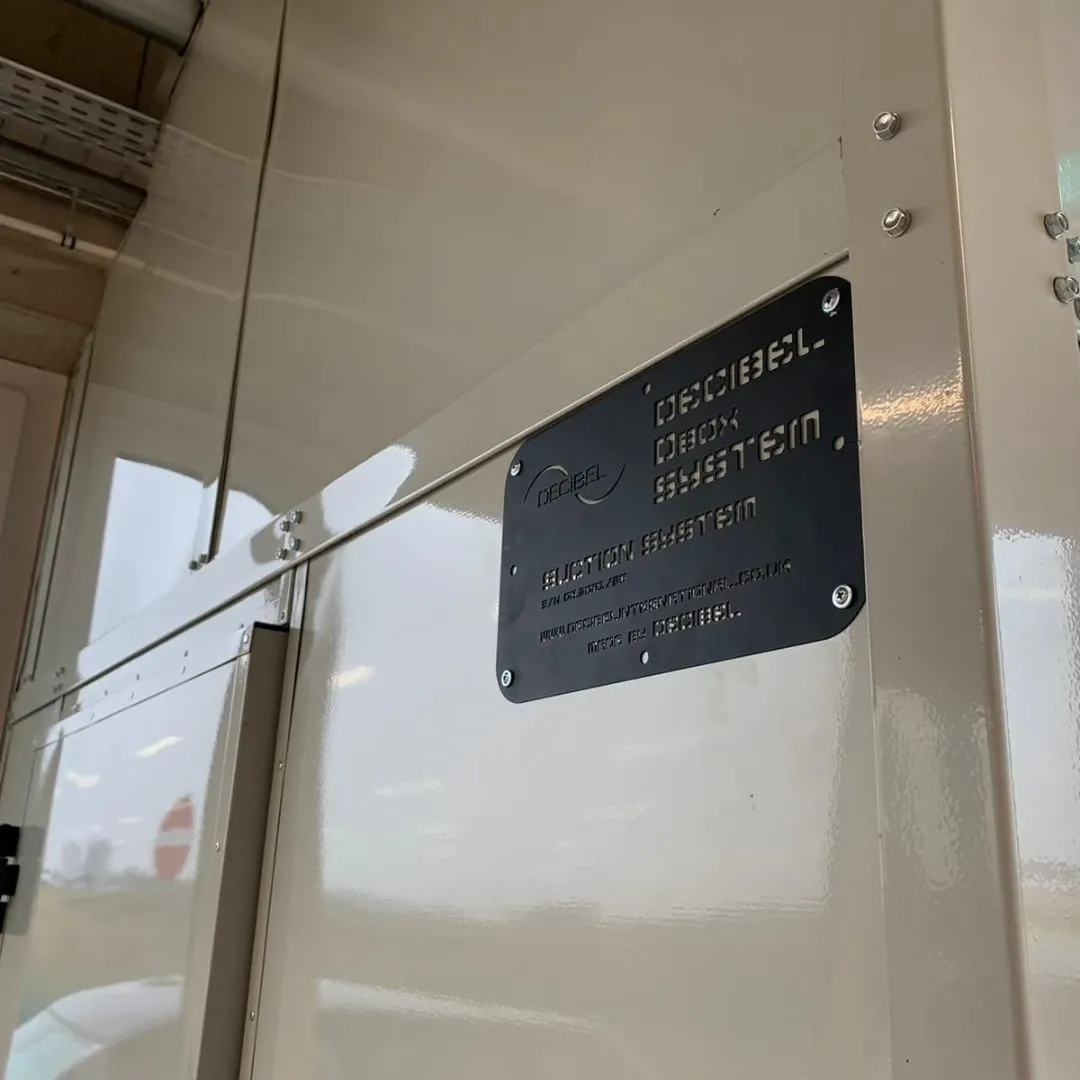 DECIBEL
DECIBEL
DBOX
SYSTEM
SUCTION SYSTEM
S/N
WWW.DECIBELINTERNATIONAL.CO.UK
MADE BY DECIBEL